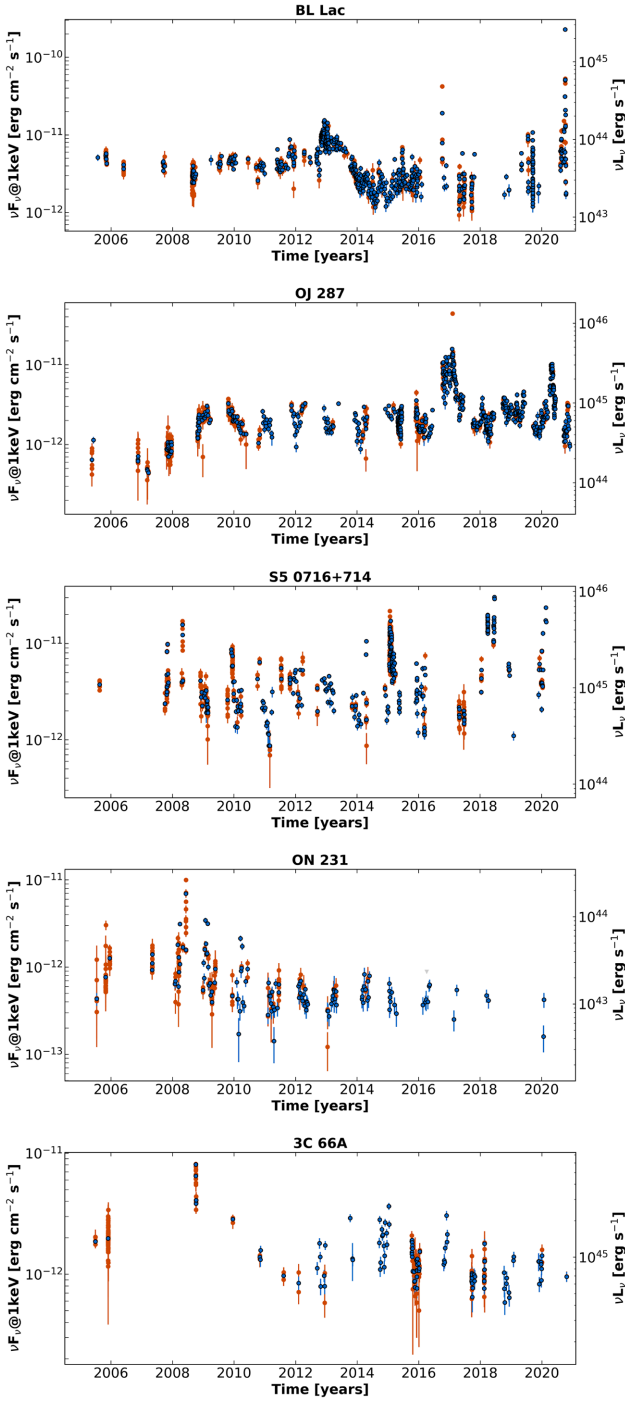 BL Lac
νFν@1keV [erg cm−2 s−1]
10−10
10−11
10−12
1045
1044
1043
νLν [erg s−1]
2006 2008 2010 2012 2014 2016 2018 2020
Time [years]
OJ 287
νFν@1keV [erg cm−2 s−1]
10−11
10−12
1046
1045
1044
νLν [erg s−1]
2006 2008 2010 2012 2014 2016 2018 2020
Time [years]
S5 0716+714
νFν@1keV [erg cm−2 s−1]
10−11
10−12
1046
1045
1044
νLν [erg s−1]
2006 2008 2010 2012 2014 2016 2018 2020
Time [years]
ON 231
νFν@1keV [erg cm−2 s−1]
10−11
10−12
10−13
1044
1043
νLν [erg s−1]
2006 2008 2010 2012 2014 2016 2018 2020
Time [years]
3C 66A
νFν@1keV [erg cm−2 s−1]
10−11
10−12
1045
νLν [erg s−1]
2006 2008 2010 2012 2014 2016 2018 2020
Time [years]